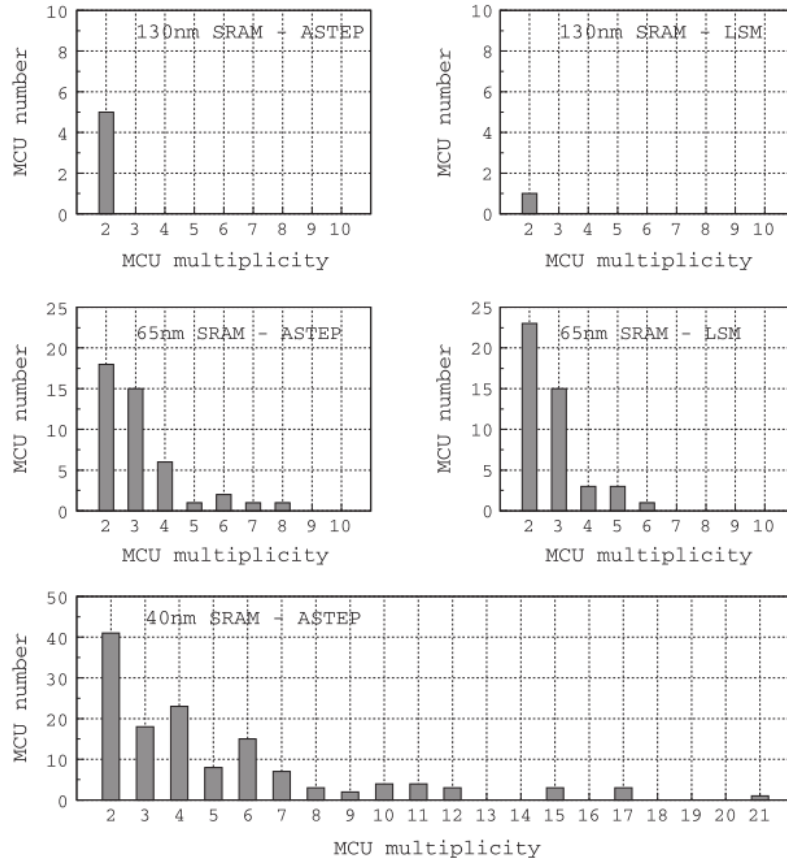 130nm SRAM - ASTEP
MCU number
10
8
6
4
2
0
2 3 4 5 6 7 8 9 10
MCU multiplicity
130nm SRAM - LSM
MCU number
10
8
6
4
2
0
2 3 4 5 6 7 8 9 10
MCU multiplicity
65nm SRAM - ASTEP
MCU number
25
20
15
10
5
0
2 3 4 5 6 7 8 9 10
MCU multiplicity
65nm SRAM - LSM
MCU number
25
20
15
10
5
0
2 3 4 5 6 7 8 9 10
MCU multiplicity
40nm SRAM - ASTEP
MCU number
50
40
30
20
10
0
2 3 4 5 6 7 8 9 10 11 12 13 14 15 16 17 18 19 20 21
MCU multiplicity